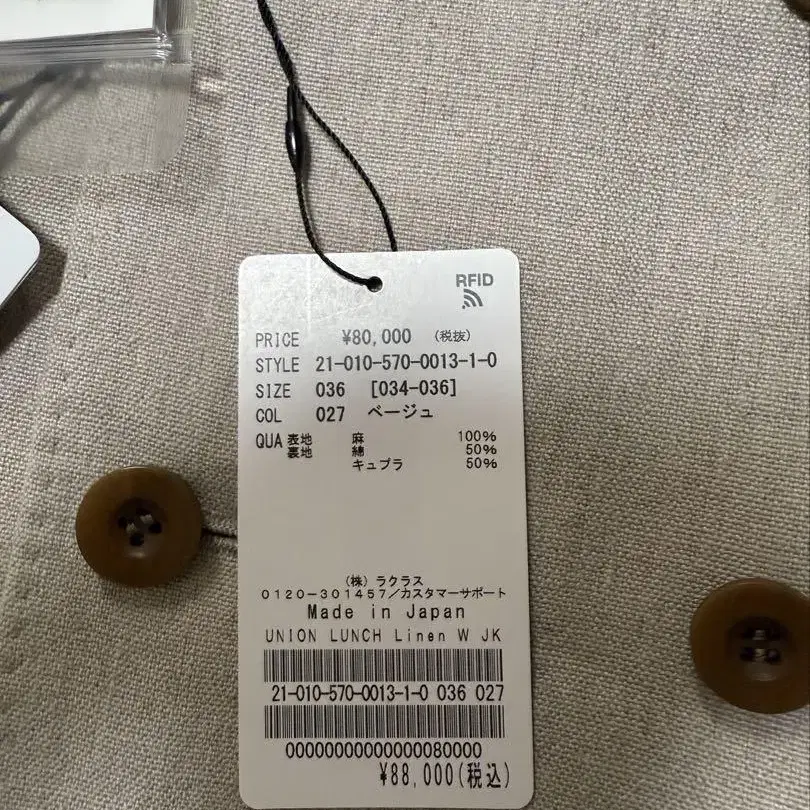 RFID
PRICE ¥80,000 (税抜)
STYLE 21-010-570-0013-1-0
SIZE 036 [034-036]
COL 027 ベージュ
QUA 表地 麻 100%
裏地 綿 50%
キュプラ 50%
(株) ラクラス
0120-301457/カスタマーサポート
Made in Japan
UNION LUNCH Linen W JK
21-010-570-0013-1-0 036 027
00000000000000080000
¥88,000(税込)